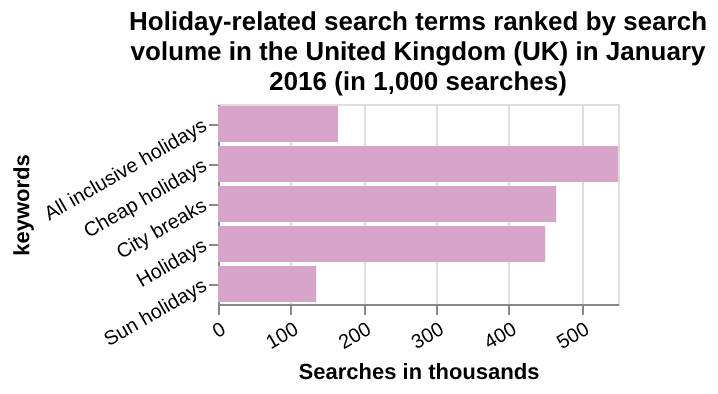 Holiday-related search terms ranked by search
volume in the United Kingdom (UK) in January
2016 (in 1,000 searches)
keywords
All inclusive holidays
Cheap holidays
City breaks
Holidays
Sun holidays
0 100 200 300 400 500
Searches in thousands